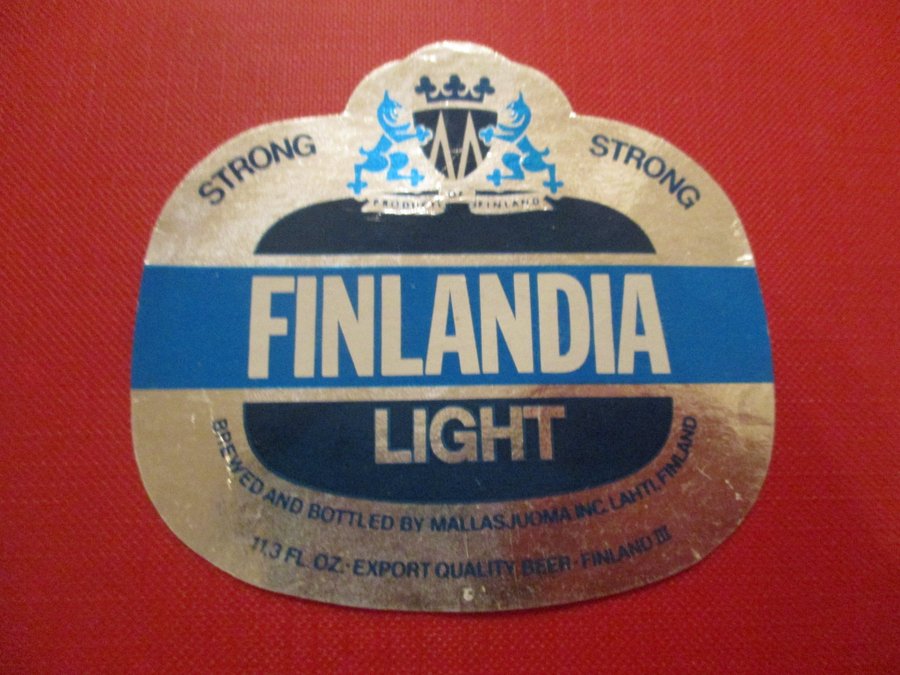 STRONG
STRONG
PRODUCT OF FINLAND
FINLANDIA
LIGHT
BREWED AND BOTTLED BY MALLASJUOMA INC. LAHTI, FINLAND
11.3 FL. OZ. · EXPORT QUALITY BEER · FINLAND III